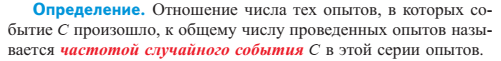 Определение. Отношение числа тех опытов, в которых со-
бытие C произошло, к общему числу проведенных опытов назы-
вается частотой случайного события C в этой серии опытов.